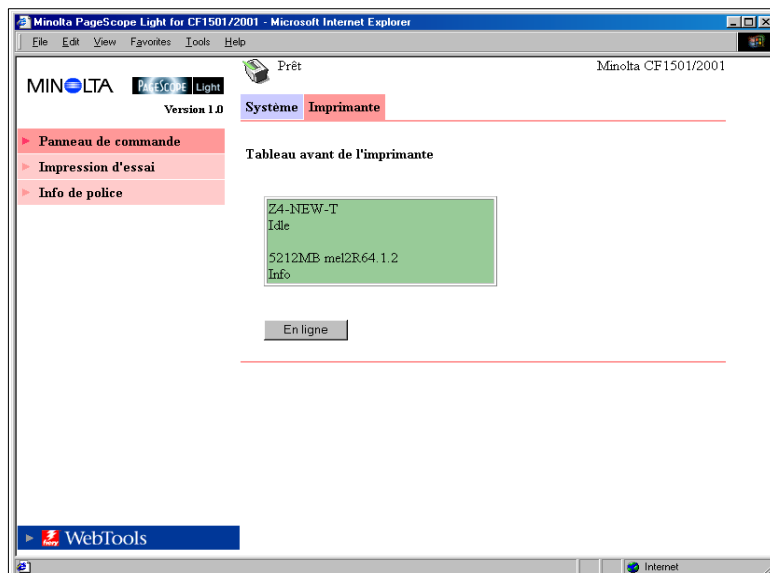 Minolta PageScope Light for CF1501/2001 - Microsoft Internet Explorer
File Edit View Favorites Tools Help
Prêt
Minolta CF1501/2001
MINOLTA PAGESCOPE Light
Version 1.0
Système Imprimante
Panneau de commande
Impression d'essai
Info de police
Tableau avant de l'imprimante
Z4-NEW-T
Idle
5212MB mel2R64.1.2
Info
En ligne
fiery WebTools
Internet